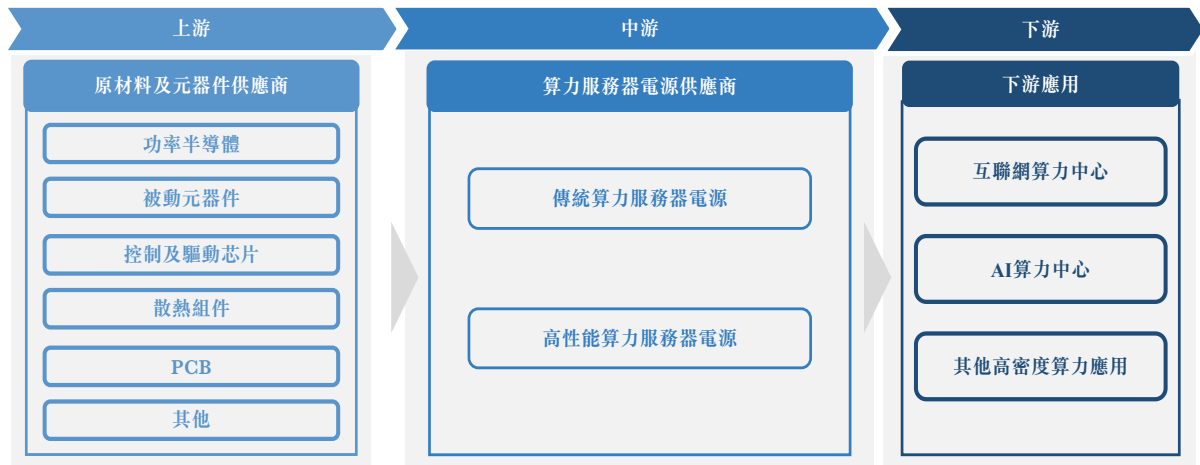 上游
中游
下游
原材料及元器件供應商
算力服務器電源供應商
下游應用
功率半導體
被動元器件
控制及驅動芯片
散熱組件
PCB
其他
傳統算力服務器電源
高性能算力服務器電源
互聯網算力中心
AI算力中心
其他高密度算力應用